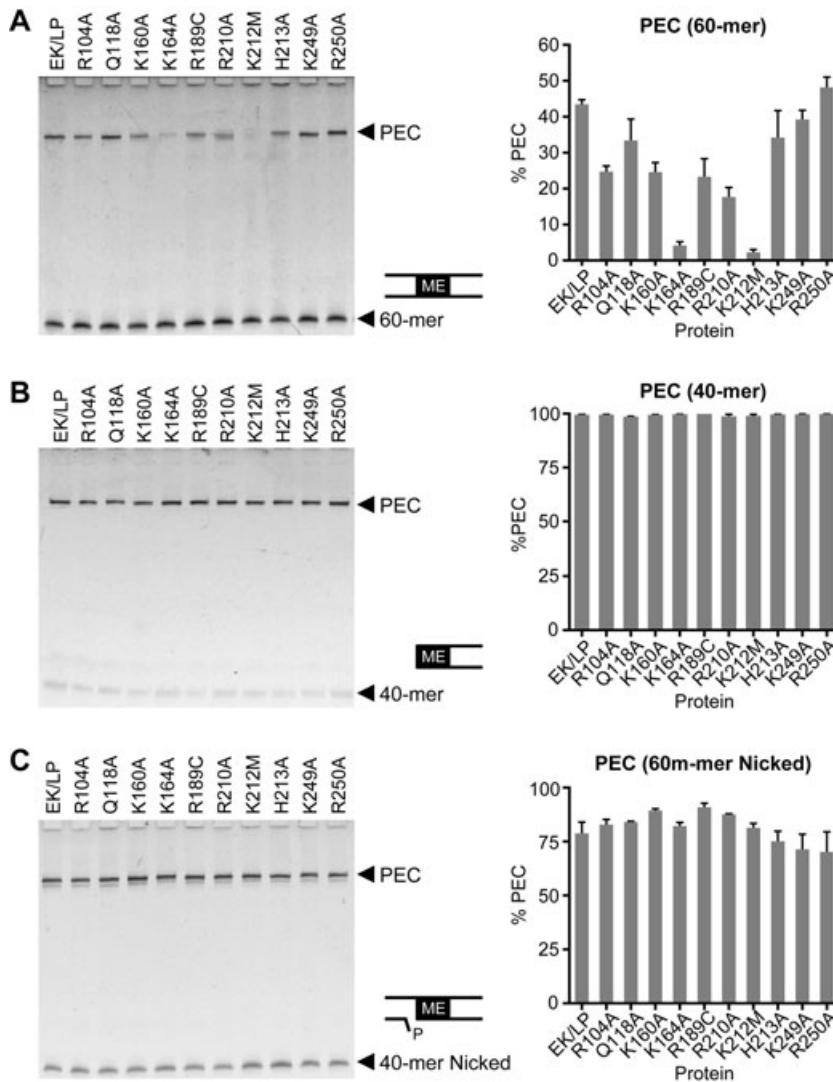 A
EK/LP
R104A
Q118A
K160A
K164A
R189C
R210A
K212M
H213A
K249A
R250A
PEC
ME
60-mer
PEC (60-mer)
% PEC
60
50
40
30
20
10
0
EK/LP
R104A
Q118A
K160A
K164A
R189C
R210A
K212M
H213A
K249A
R250A
Protein
B
EK/LP
R104A
Q118A
K160A
K164A
R189C
R210A
K212M
H213A
K249A
R250A
PEC
ME
40-mer
PEC (40-mer)
%PEC
100
75
50
25
0
EK/LP
R104A
Q118A
K160A
K164A
R189C
R210A
K212M
H213A
K249A
R250A
Protein
C
EK/LP
R104A
Q118A
K160A
K164A
R189C
R210A
K212M
H213A
K249A
R250A
PEC
ME
P
40-mer Nicked
PEC (60m-mer Nicked)
% PEC
100
75
50
25
0
EK/LP
R104A
Q118A
K160A
K164A
R189C
R210A
K212M
H213A
K249A
R250A
Protein